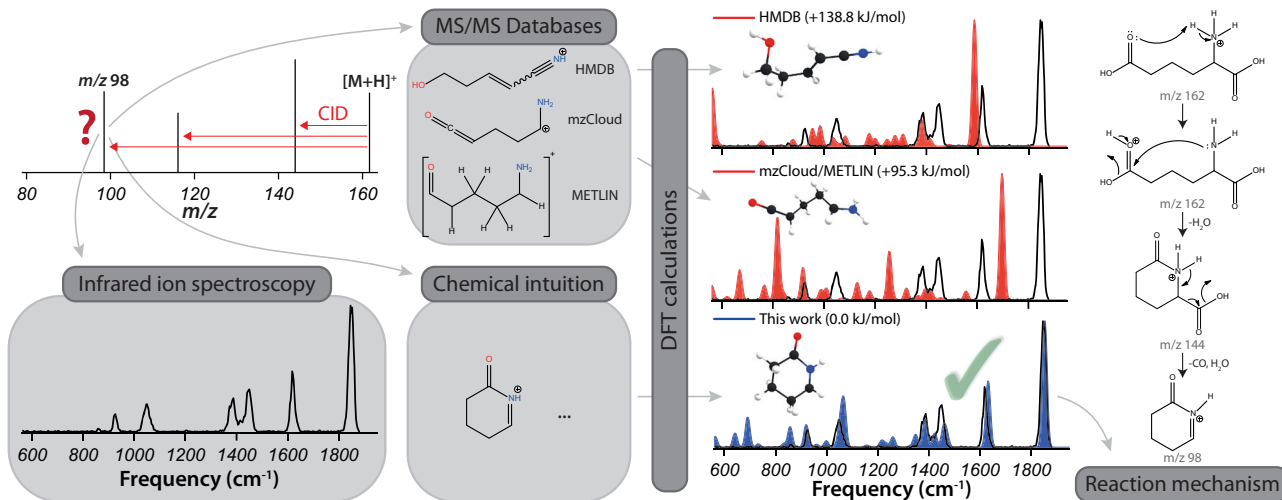 m/z 98
[M+H]+
?
CID
80 100 120 140 160
m/z
MS/MS Databases
HO
NH
⊕
HMDB
O
NH2
⊕
mzCloud
O
NH2
H H
H
H
H H
H
+
METLIN
Infrared ion spectroscopy
600 800 1000 1200 1400 1600 1800
Frequency (cm-1)
Chemical intuition
O
NH
⊕
...
DFT calculations
HMDB (+138.8 kJ/mol)
mzCloud/METLIN (+95.3 kJ/mol)
This work (0.0 kJ/mol)
600 800 1000 1200 1400 1600 1800
Frequency (cm-1)
H
O: H N H
⊕
HO OH
O
m/z 162
H O ⊕ H
:N H
HO OH
O
m/z 162
-H2O
O H
N H
⊕
OH
O
m/z 144
-CO, H2O
O
N H
⊕
m/z 98
Reaction mechanism